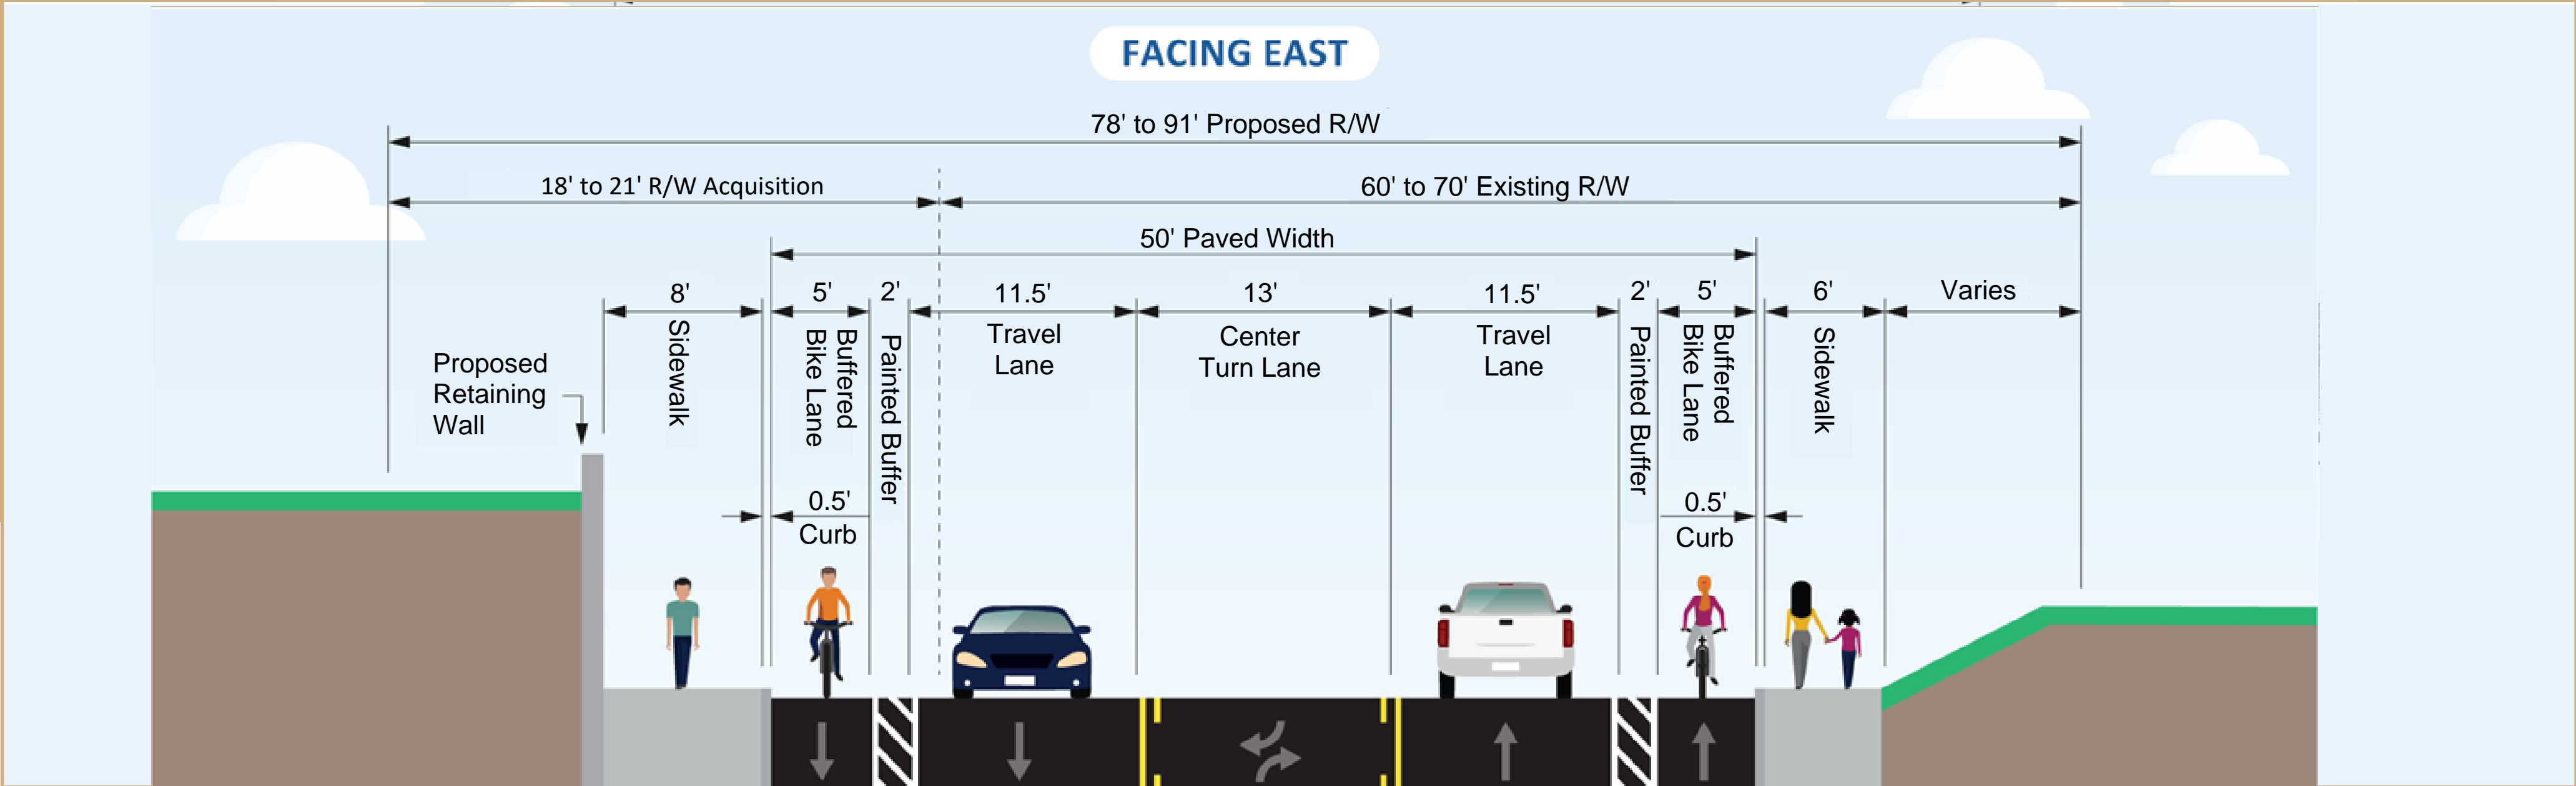 FACING EAST
78' to 91' Proposed R/W
18' to 21' R/W Acquisition
60' to 70' Existing R/W
50' Paved Width
8'
5'
2'
11.5'
13'
11.5'
2'
5'
6'
Varies
Sidewalk
Buffered
Bike Lane
Painted Buffer
Travel
Lane
Center
Turn Lane
Travel
Lane
Painted Buffer
Buffered
Bike Lane
Sidewalk
Proposed
Retaining
Wall
0.5'
Curb
0.5'
Curb